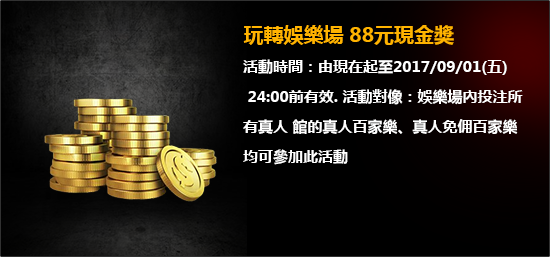 玩轉娛樂場 88元現金獎
活動時間：由現在起至2017/09/01(五)
24:00前有效. 活動對像：娛樂場內投注所
有真人 館的真人百家樂、真人免佣百家樂
均可參加此活動